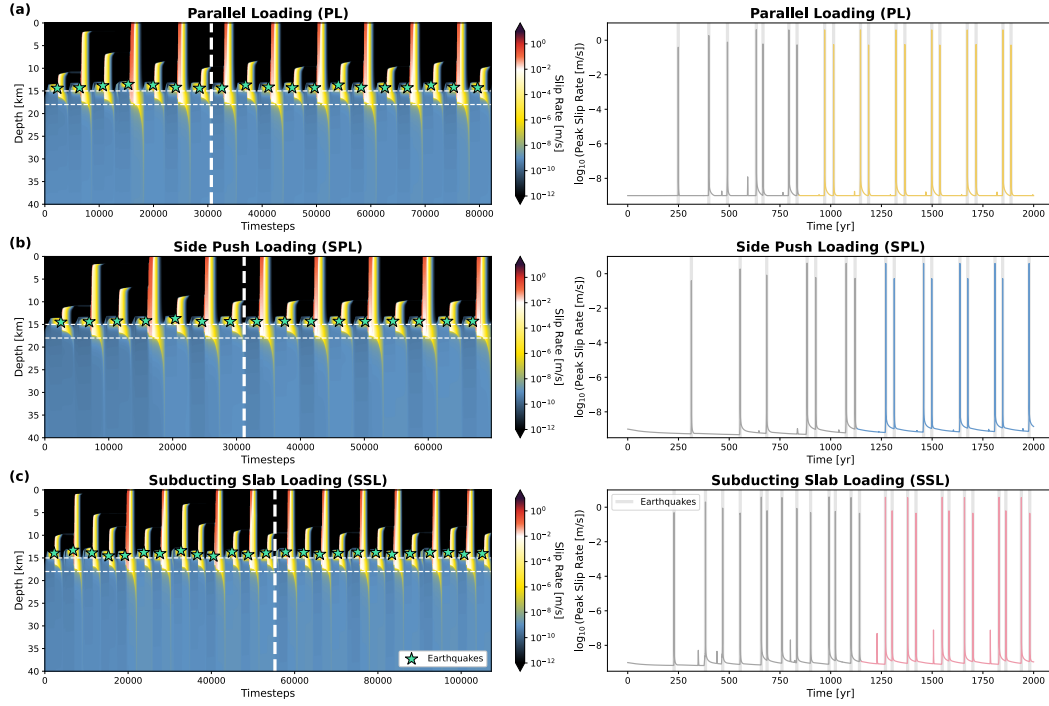 (a)
Parallel Loading (PL)
0
5
10
15
20
25
30
35
40
Depth [km]
0 10000 20000 30000 40000 50000 60000 70000 80000
Timesteps
10⁰
10⁻²
10⁻⁴
10⁻⁶
10⁻⁸
10⁻¹⁰
10⁻¹²
Slip Rate [m/s]
Parallel Loading (PL)
0
−2
−4
−6
−8
log₁₀(Peak Slip Rate [m/s])
0 250 500 750 1000 1250 1500 1750 2000
Time [yr]
(b)
Side Push Loading (SPL)
0
5
10
15
20
25
30
35
40
Depth [km]
0 10000 20000 30000 40000 50000 60000
Timesteps
10⁰
10⁻²
10⁻⁴
10⁻⁶
10⁻⁸
10⁻¹⁰
10⁻¹²
Slip Rate [m/s]
Side Push Loading (SPL)
0
−2
−4
−6
−8
log₁₀(Peak Slip Rate [m/s])
0 250 500 750 1000 1250 1500 1750 2000
Time [yr]
(c)
Subducting Slab Loading (SSL)
0
5
10
15
20
25
30
35
40
Depth [km]
Earthquakes
0 20000 40000 60000 80000 100000
Timesteps
10⁰
10⁻²
10⁻⁴
10⁻⁶
10⁻⁸
10⁻¹⁰
10⁻¹²
Slip Rate [m/s]
Subducting Slab Loading (SSL)
Earthquakes
0
−2
−4
−6
−8
log₁₀(Peak Slip Rate [m/s])
0 250 500 750 1000 1250 1500 1750 2000
Time [yr]